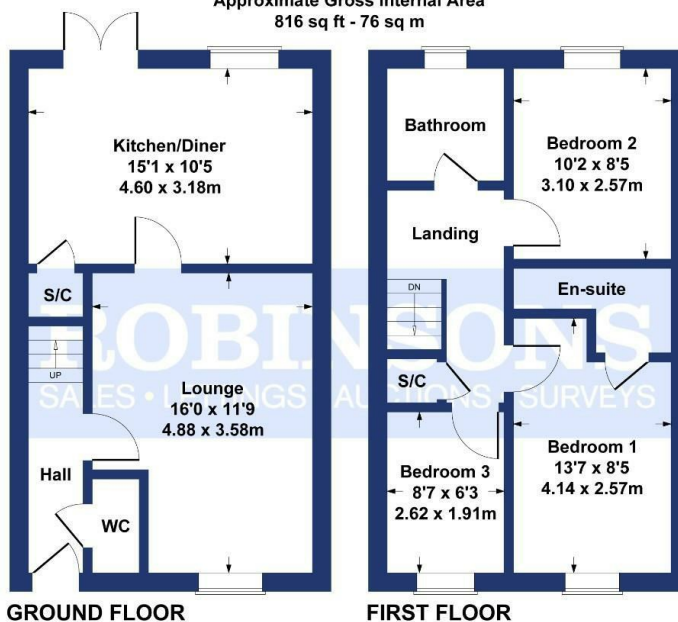 Approximate Gross Internal Area
816 sq ft - 76 sq m
Kitchen/Diner
15'1 x 10'5
4.60 x 3.18m
S/C
UP
Lounge
16'0 x 11'9
4.88 x 3.58m
Hall
WC
GROUND FLOOR
Bathroom
Bedroom 2
10'2 x 8'5
3.10 x 2.57m
Landing
DN
En-suite
S/C
Bedroom 1
13'7 x 8'5
4.14 x 2.57m
Bedroom 3
8'7 x 6'3
2.62 x 1.91m
FIRST FLOOR
ROBINSONS
SALES • LETTINGS • AUCTIONS • SURVEYS